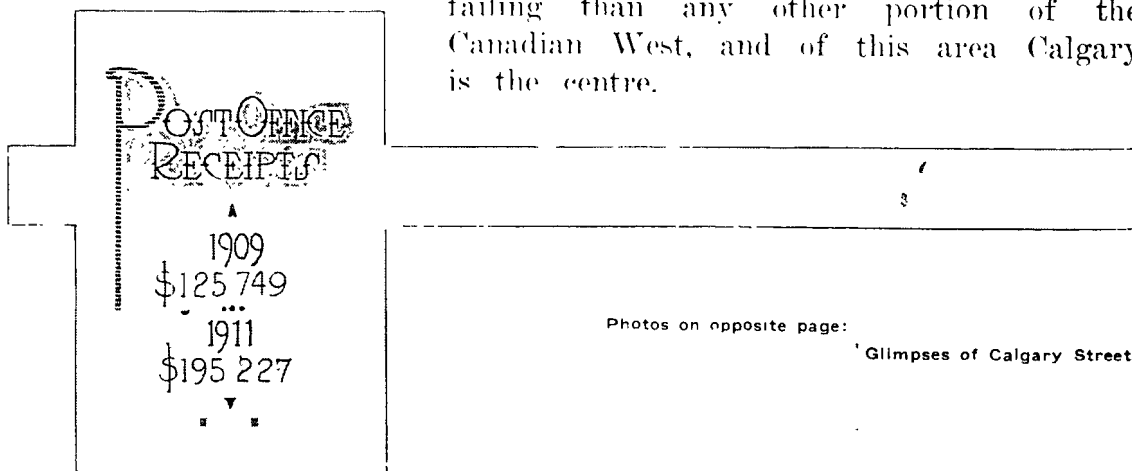 failing than any other portion of the
Canadian West, and of this area Calgary
is the centre.
POST OFFICE
RECEIPTS
1909
$125 749
1911
$195 227
Photos on opposite page:
Glimpses of Calgary Street